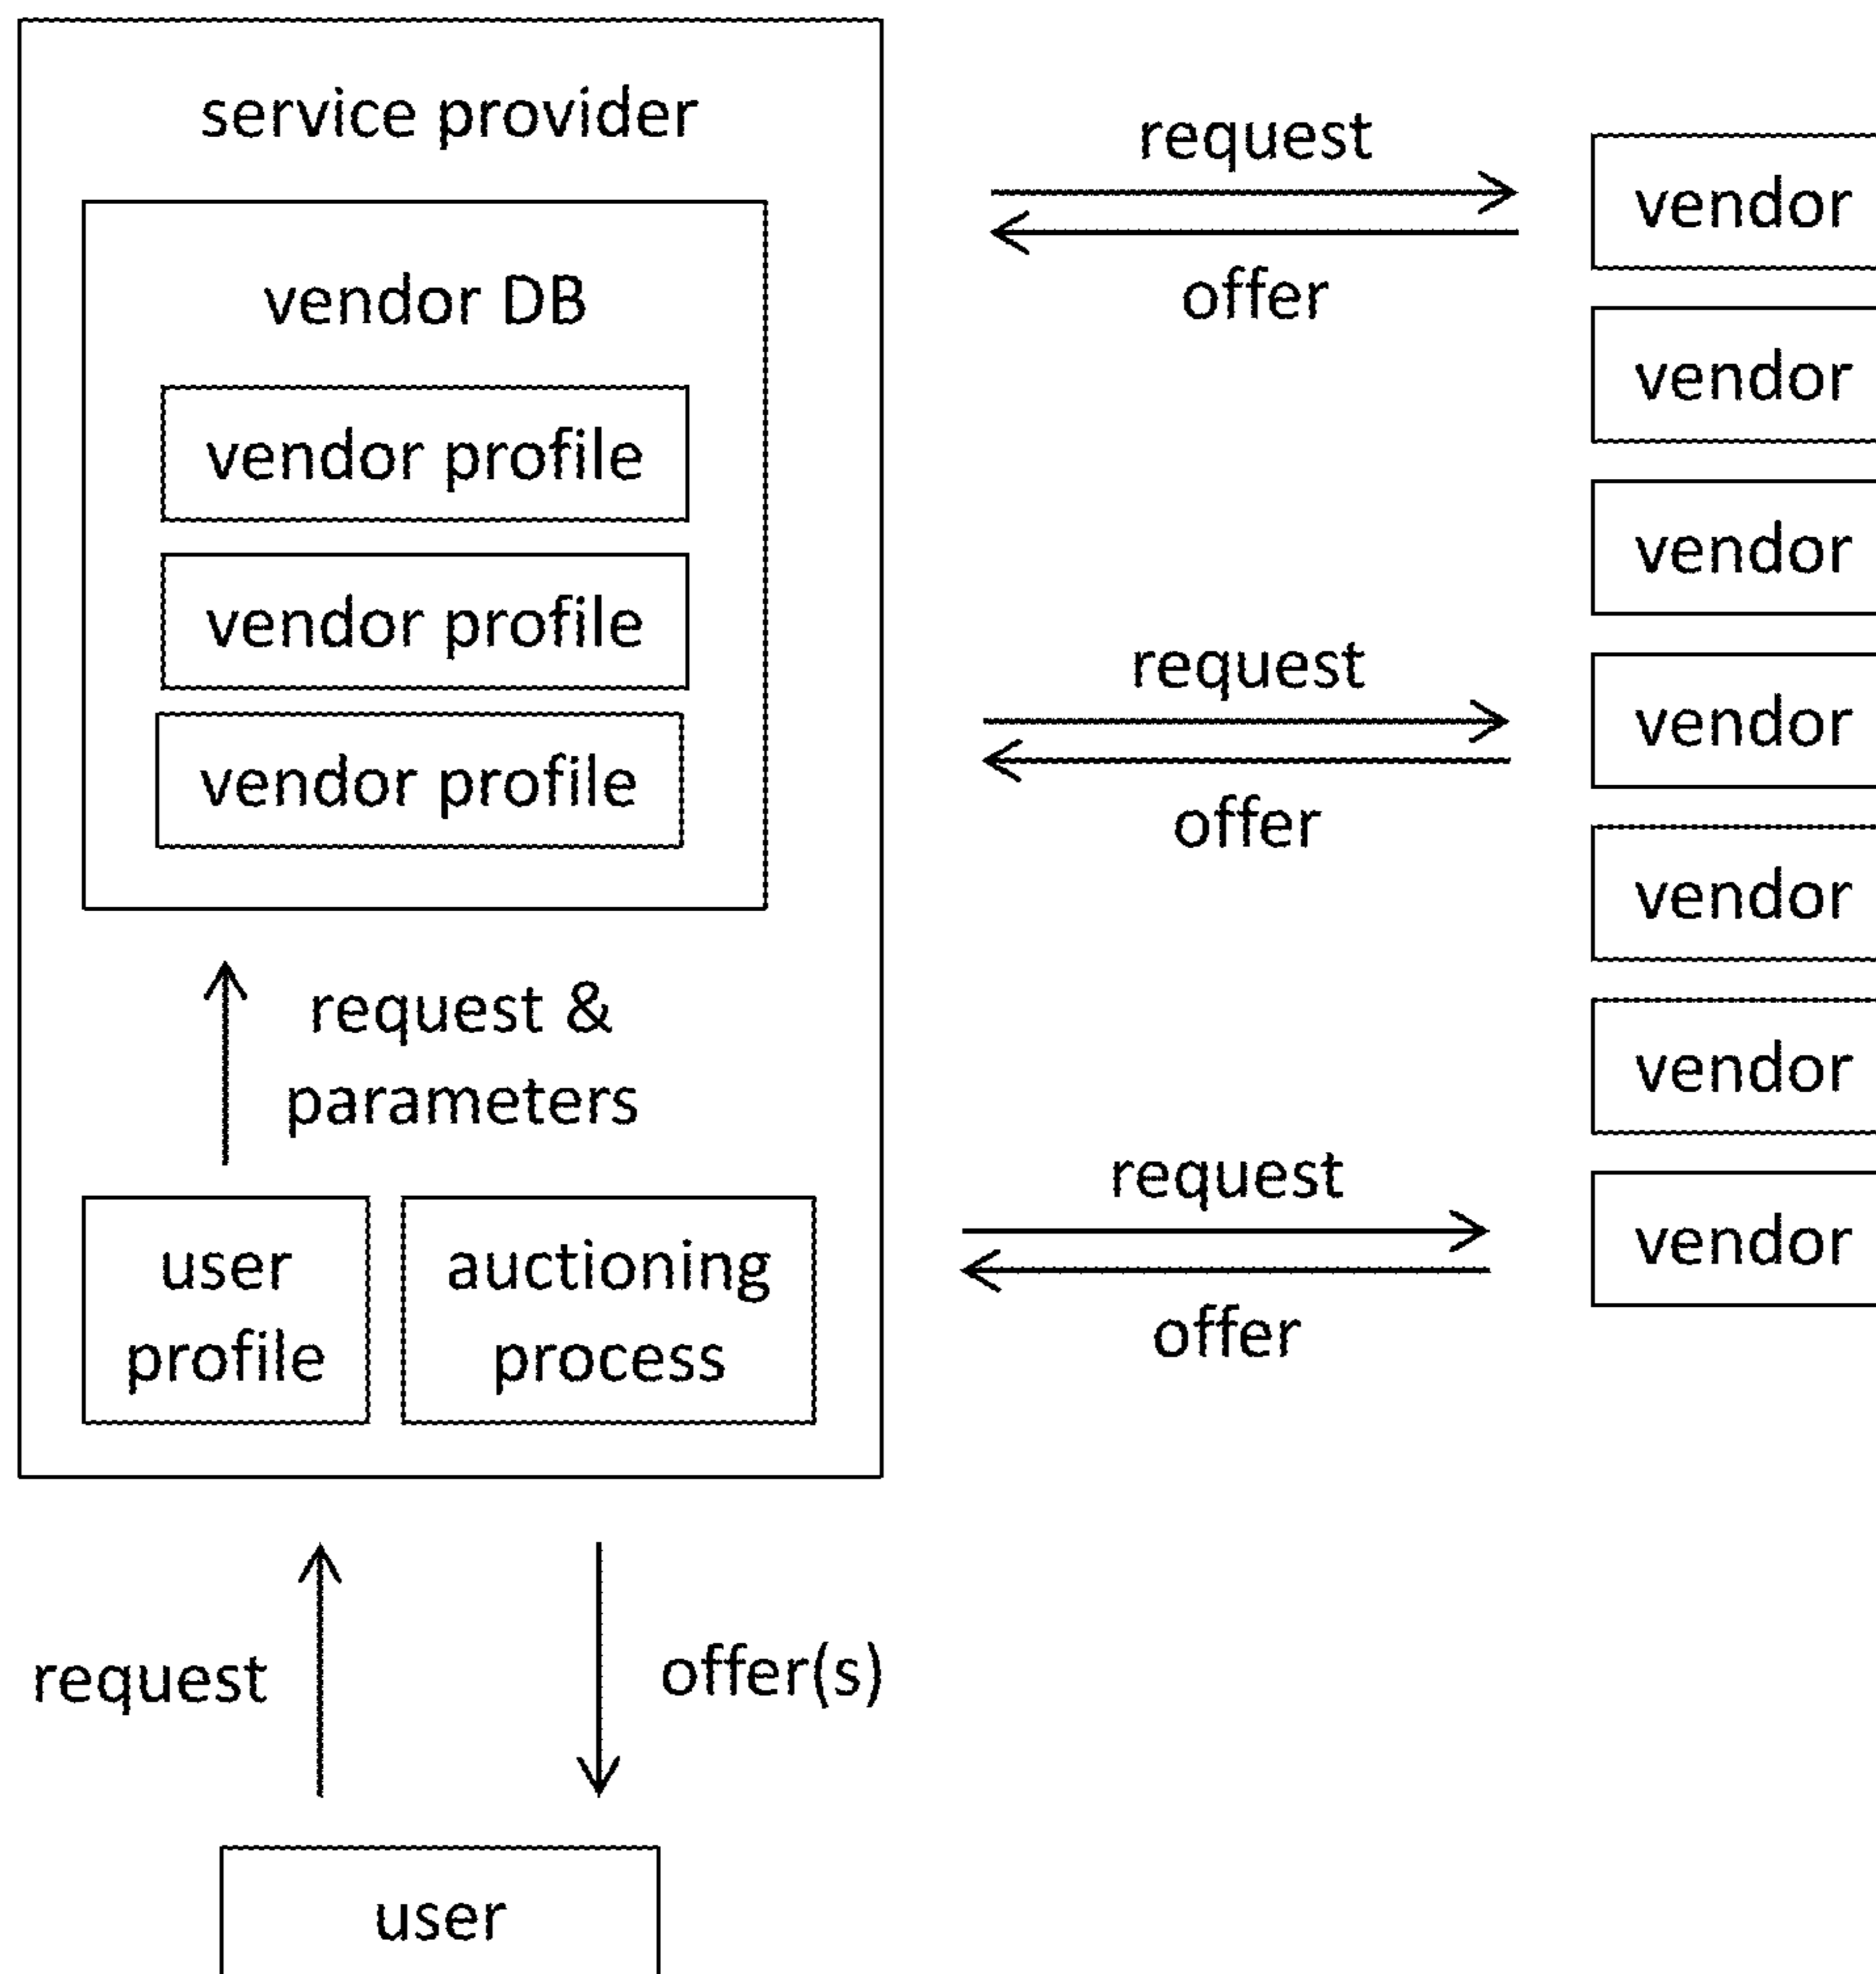 service provider
vendor DB
vendor profile
vendor profile
vendor profile
request &
parameters
user
profile
auctioning
process
request
offer
request
offer
request
offer
vendor
vendor
vendor
vendor
vendor
vendor
vendor
request
offer(s)
user